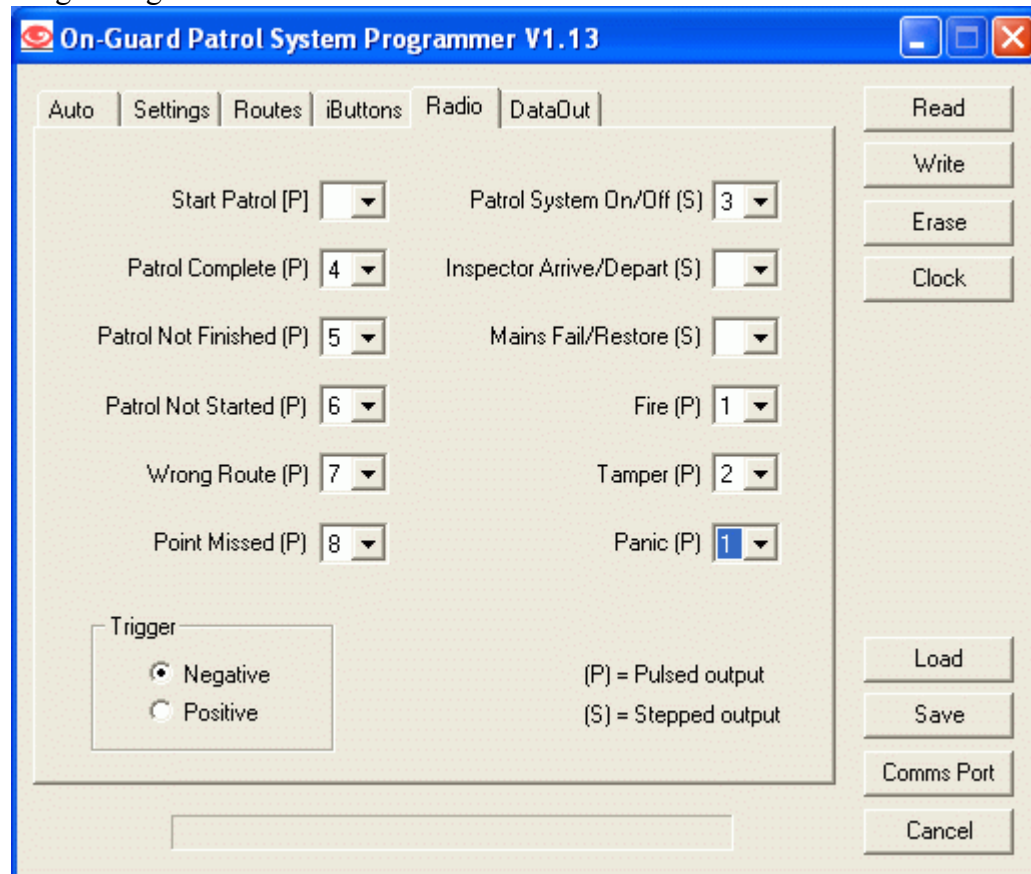 On-Guard Patrol System Programmer V1.13
Auto Settings Routes iButtons Radio DataOut
Read
Write
Erase
Clock
Start Patrol [P]
Patrol Complete (P) 4
Patrol Not Finished (P) 5
Patrol Not Started (P) 6
Wrong Route (P) 7
Point Missed (P) 8
Patrol System On/Off (S) 3
Inspector Arrive/Depart (S)
Mains Fail/Restore (S)
Fire (P) 1
Tamper (P) 2
Panic (P) 1
Trigger
Negative
Positive
(P) = Pulsed output
(S) = Stepped output
Load
Save
Comms Port
Cancel